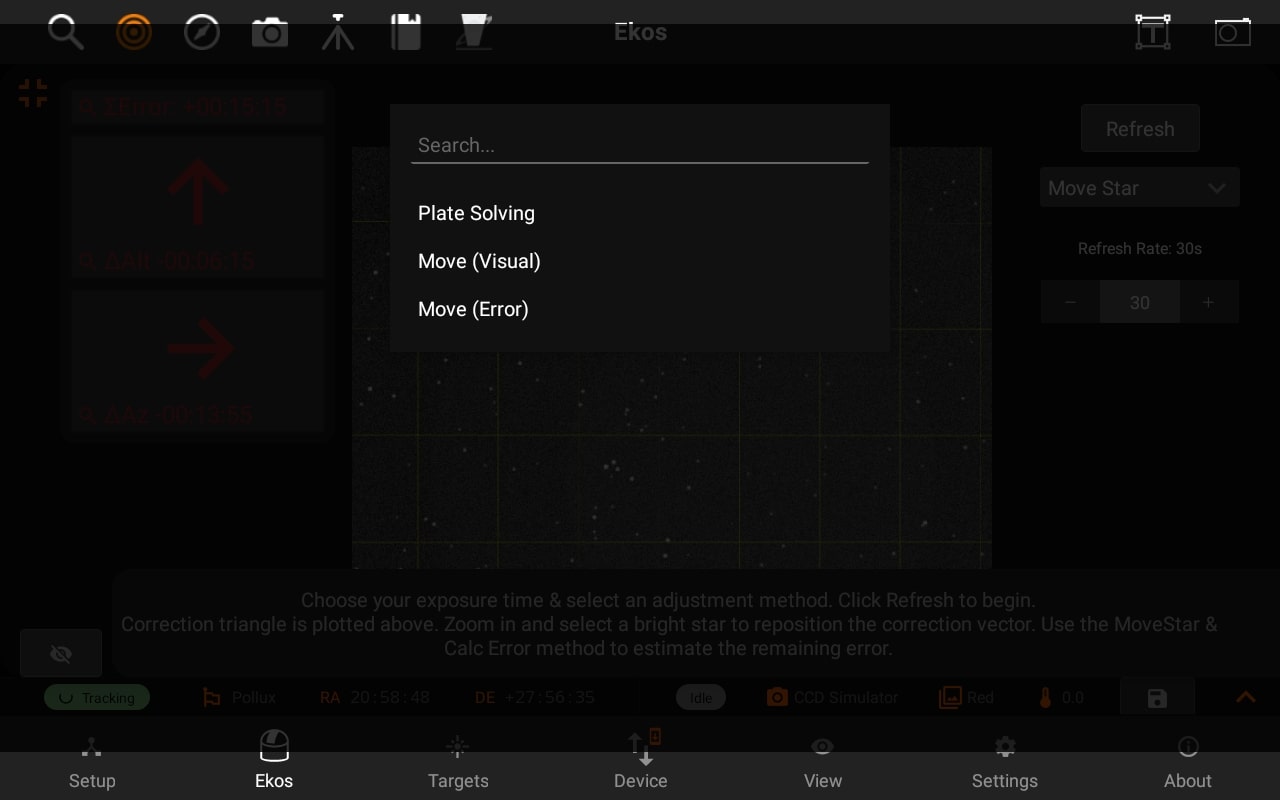 Ekos
ΣError: +00:15:15
ΔAlt -00:06:15
ΔAz -00:13:55
Search...
Plate Solving
Move (Visual)
Move (Error)
Refresh
Move Star
Refresh Rate: 30s
− 30 +
Choose your exposure time & select an adjustment method. Click Refresh to begin.
Correction triangle is plotted above. Zoom in and select a bright star to reposition the correction vector. Use the MoveStar &
Calc Error method to estimate the remaining error.
Tracking Pollux RA 20:58:48 DE +27:56:35 Idle CCD Simulator Red 0.0
Setup Ekos Targets Device View Settings About